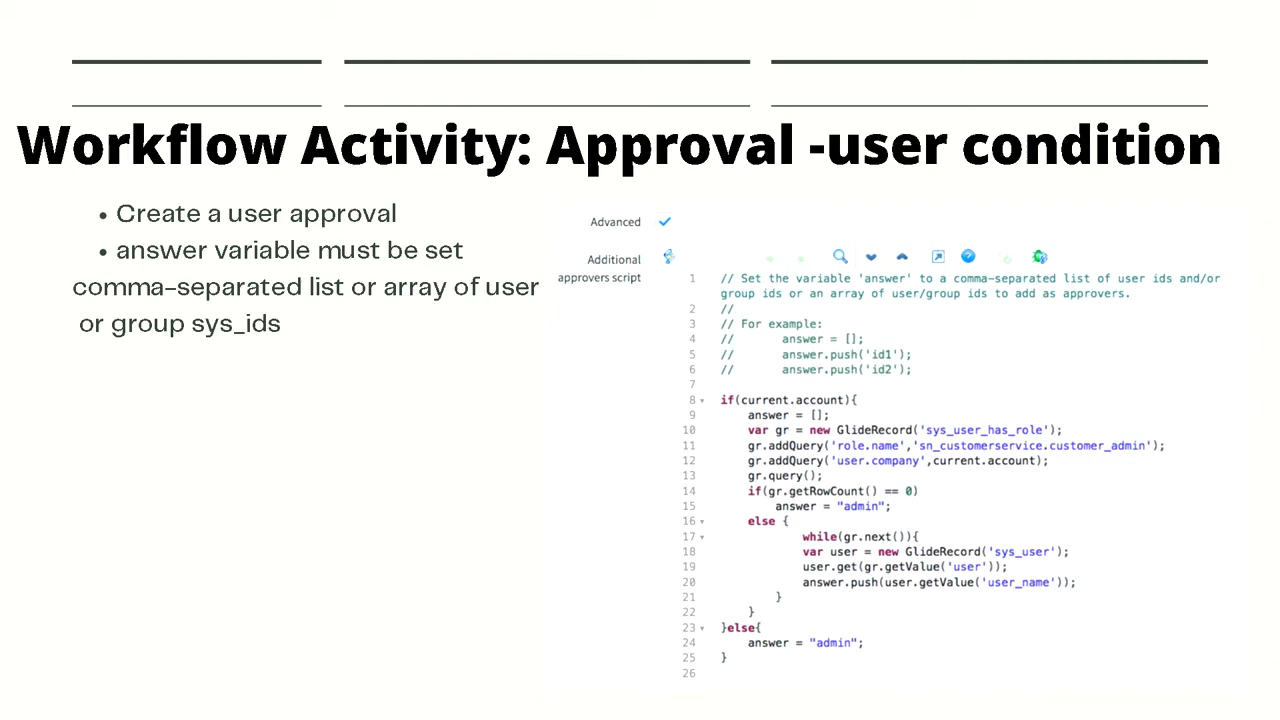 Workflow Activity: Approval -user condition
• Create a user approval
• answer variable must be set
comma-separated list or array of user
or group sys_ids
Advanced
Additional
approvers script
1 // Set the variable 'answer' to a comma-separated list of user ids and/or
group ids or an array of user/group ids to add as approvers.
2 //
3 // For example:
4 //       answer = [];
5 //       answer.push('id1');
6 //       answer.push('id2');
7
8 if(current.account){
9     answer = [];
10     var gr = new GlideRecord('sys_user_has_role');
11     gr.addQuery('role.name','sn_customerservice.customer_admin');
12     gr.addQuery('user.company',current.account);
13     gr.query();
14     if(gr.getRowCount() == 0)
15         answer = "admin";
16     else {
17             while(gr.next()){
18             var user = new GlideRecord('sys_user');
19             user.get(gr.getValue('user'));
20             answer.push(user.getValue('user_name'));
21         }
22     }
23 }else{
24     answer = "admin";
25 }
26